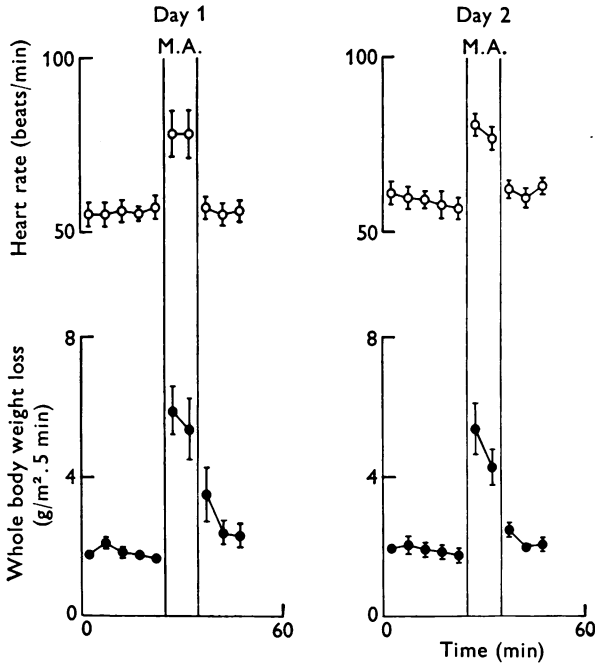 Day 1
Day 2
M.A.
M.A.
100
50
Heart rate (beats/min)
100
50
8
4
0
Whole body weight loss
(g/m². 5 min)
8
4
0
0
60
0
60
Time (min)